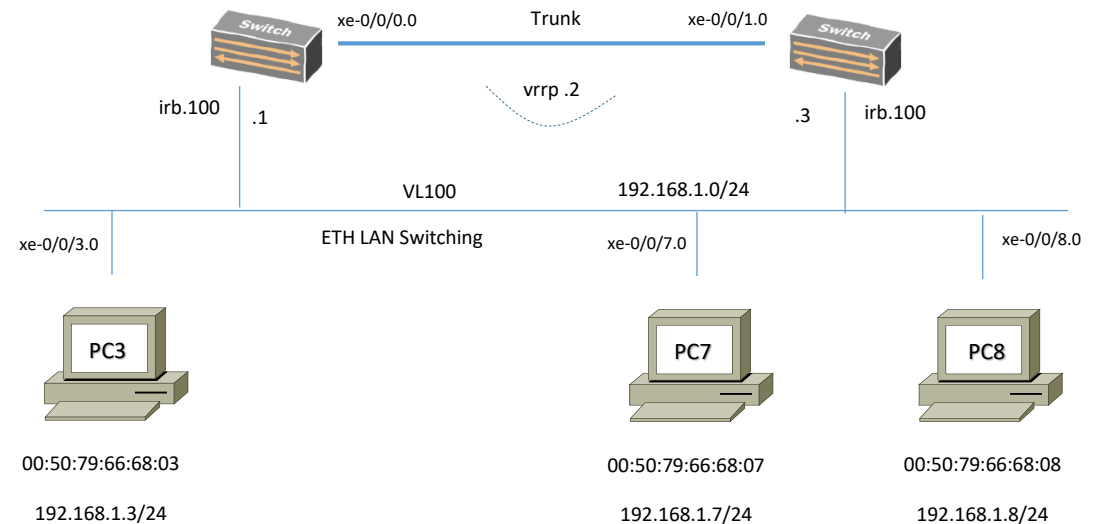 Switch
xe-0/0/0.0
Trunk
xe-0/0/1.0
Switch
vrrp .2
irb.100
.1
.3
irb.100
VL100
192.168.1.0/24
xe-0/0/3.0
ETH LAN Switching
xe-0/0/7.0
xe-0/0/8.0
PC3
PC7
PC8
00:50:79:66:68:03
00:50:79:66:68:07
00:50:79:66:68:08
192.168.1.3/24
192.168.1.7/24
192.168.1.8/24